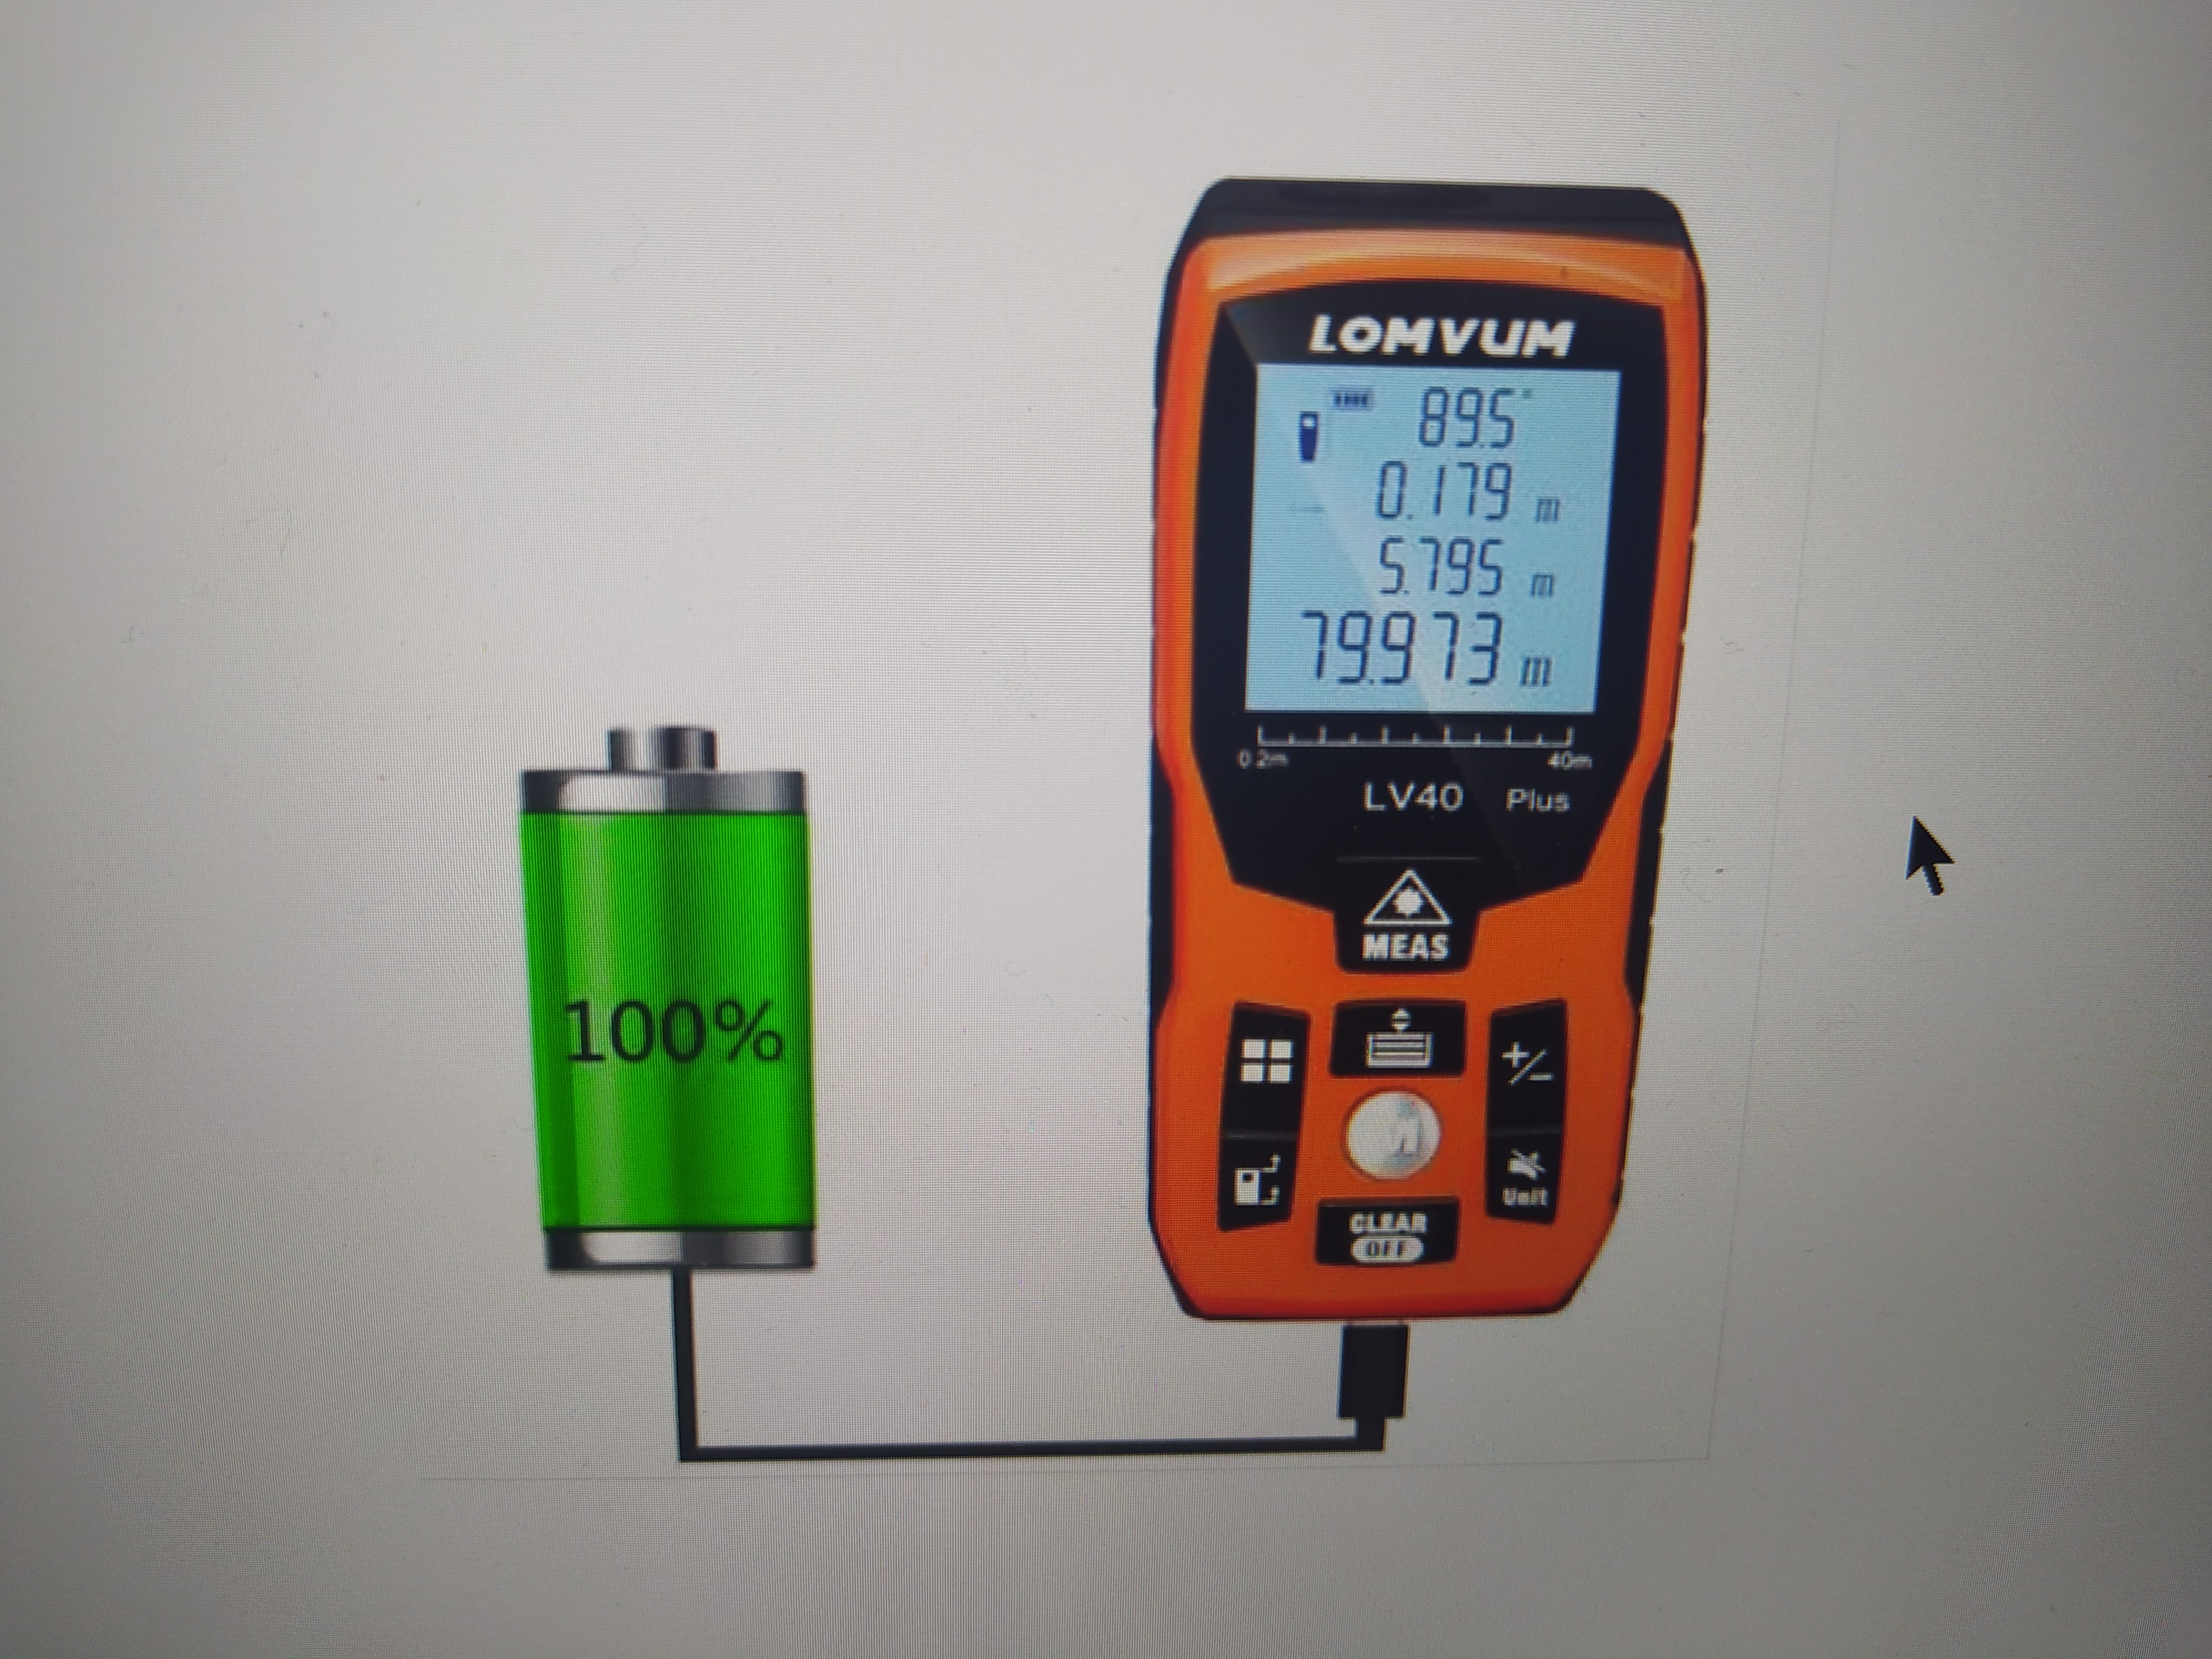 LOMVUM
89.5°
0.179 m
5.795 m
79.973 m
0.2m 40m
LV40 Plus
MEAS
100%
+/-
Unit
CLEAR
OFF